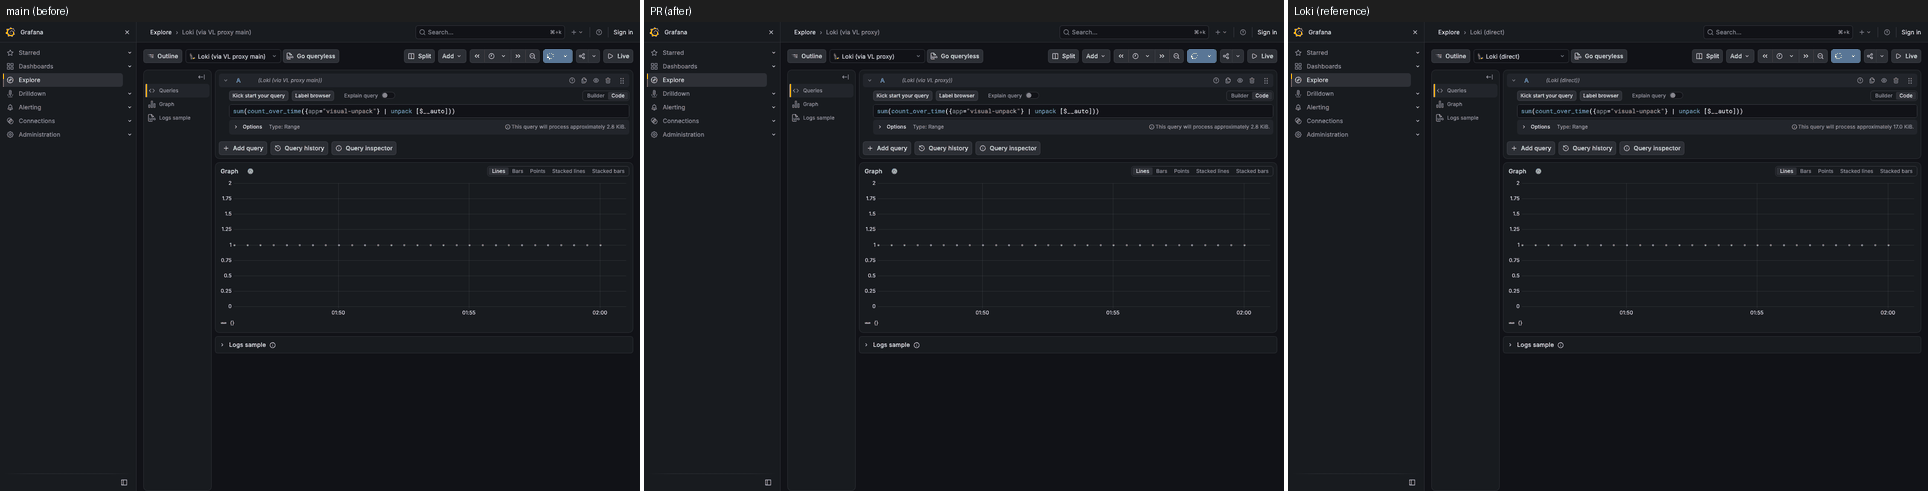 main (before)
Grafana
Explore › Loki (via VL proxy main)
Search... ⌘+k
Sign in
Starred
Dashboards
Explore
Drilldown
Alerting
Connections
Administration
Outline
Loki (via VL proxy main)
Go queryless
Split
Add
Live
Queries
Graph
Logs sample
A (Loki (via VL proxy main))
Kick start your query Label browser Explain query
Builder Code
sum(count_over_time({app="visual-unpack"} | unpack [$__auto]))
Options Type: Range
This query will process approximately 2.8 KiB.
+ Add query Query history Query inspector
Graph
Lines Bars Points Stacked lines Stacked bars
2
1.75
1.5
1.25
1
0.75
0.5
0.25
0
01:50 01:55 02:00
{}
Logs sample
PR (after)
Grafana
Explore › Loki (via VL proxy)
Search... ⌘+k
Sign in
Starred
Dashboards
Explore
Drilldown
Alerting
Connections
Administration
Outline
Loki (via VL proxy)
Go queryless
Split
Add
Live
Queries
Graph
Logs sample
A (Loki (via VL proxy))
Kick start your query Label browser Explain query
Builder Code
sum(count_over_time({app="visual-unpack"} | unpack [$__auto]))
Options Type: Range
This query will process approximately 2.8 KiB.
+ Add query Query history Query inspector
Graph
Lines Bars Points Stacked lines Stacked bars
2
1.75
1.5
1.25
1
0.75
0.5
0.25
0
01:50 01:55 02:00
{}
Logs sample
Loki (reference)
Grafana
Explore › Loki (direct)
Search... ⌘+k
Sign in
Starred
Dashboards
Explore
Drilldown
Alerting
Connections
Administration
Outline
Loki (direct)
Go queryless
Split
Add
Live
Queries
Graph
Logs sample
A (Loki (direct))
Kick start your query Label browser Explain query
Builder Code
sum(count_over_time({app="visual-unpack"} | unpack [$__auto]))
Options Type: Range
This query will process approximately 17.0 KiB.
+ Add query Query history Query inspector
Graph
Lines Bars Points Stacked lines Stacked bars
2
1.75
1.5
1.25
1
0.75
0.5
0.25
0
01:50 01:55 02:00
{}
Logs sample